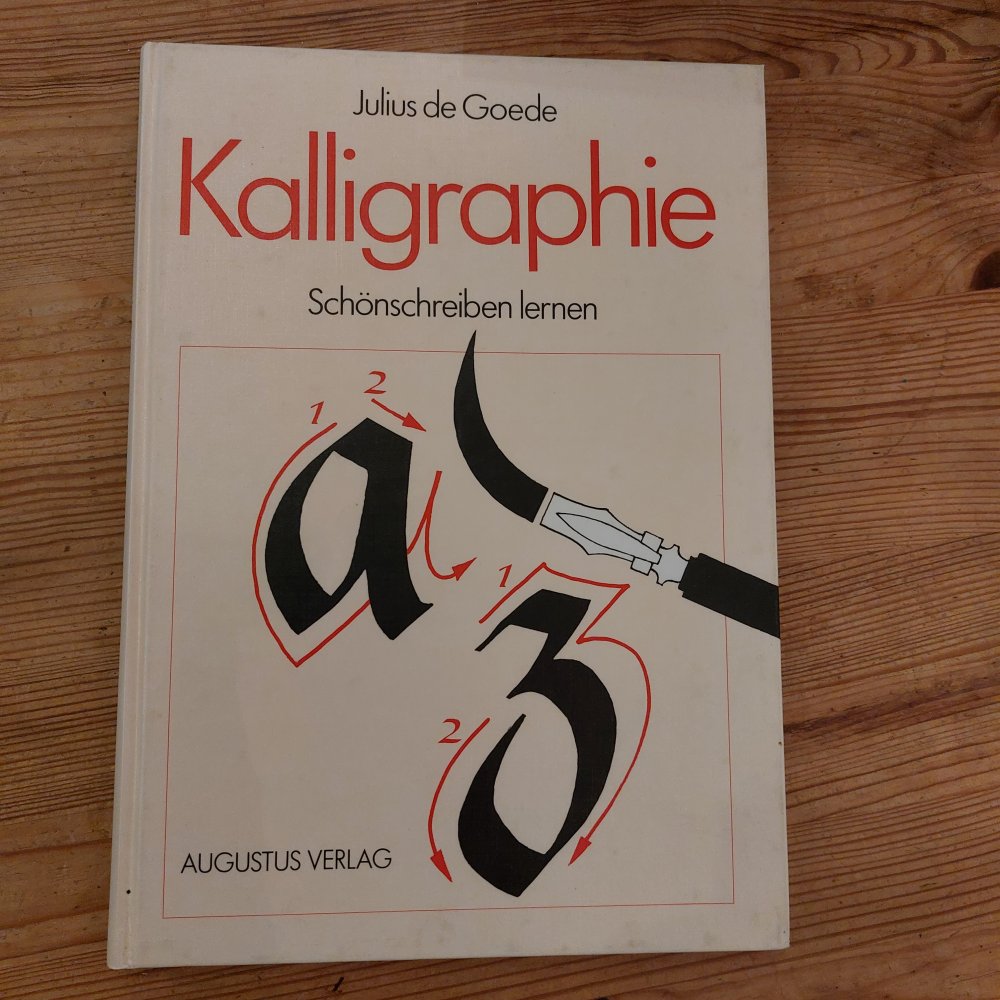 Julius de Goede
Kalligraphie
Schönschreiben lernen
1 2
a
1
z
2
AUGUSTUS VERLAG